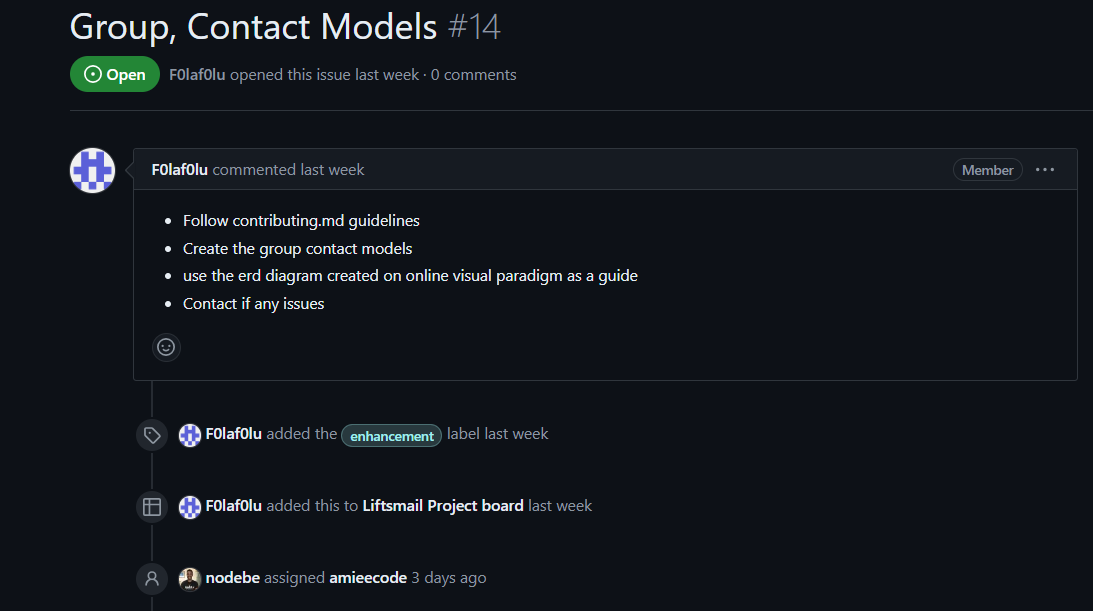 Group, Contact Models #14
Open F0laf0lu opened this issue last week · 0 comments
F0laf0lu commented last week Member
Follow contributing.md guidelines
Create the group contact models
use the erd diagram created on online visual paradigm as a guide
Contact if any issues
F0laf0lu added the enhancement label last week
F0laf0lu added this to Liftsmail Project board last week
nodebe assigned amieecode 3 days ago